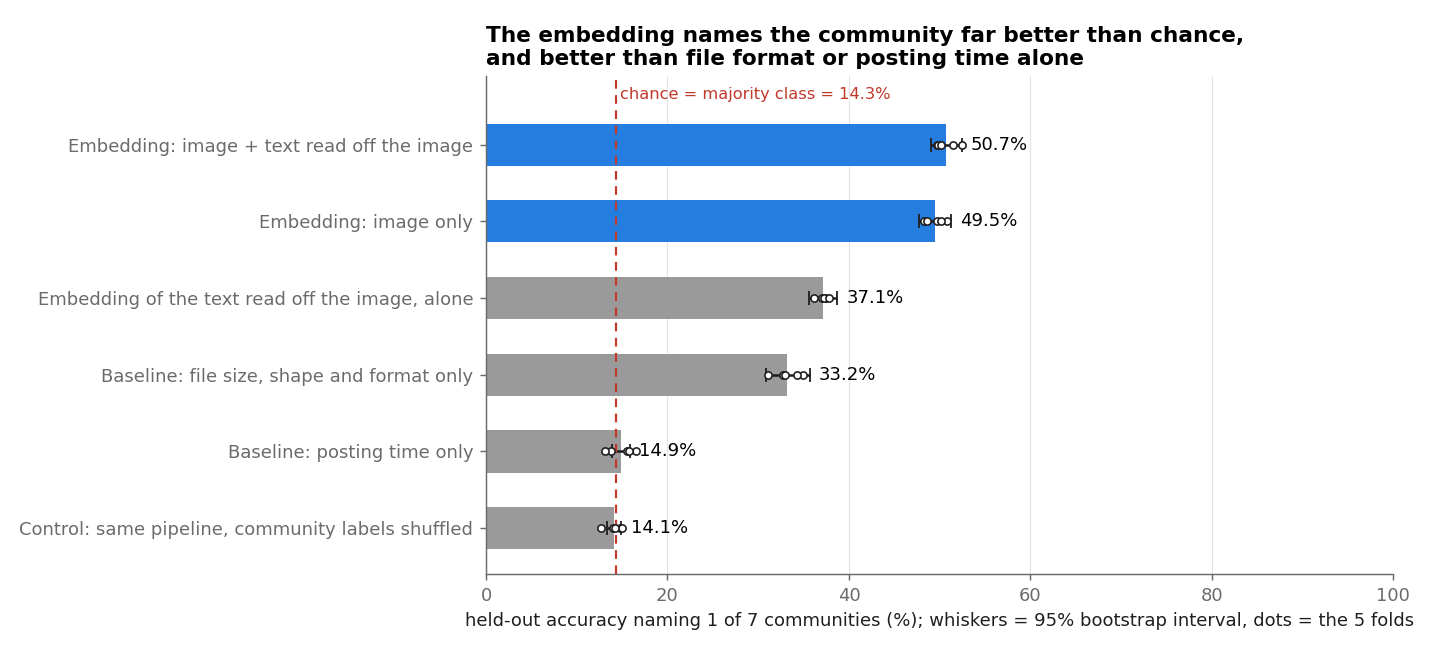 The embedding names the community far better than chance,
and better than file format or posting time alone
chance = majority class = 14.3%
Embedding: image + text read off the image
50.7%
Embedding: image only
49.5%
Embedding of the text read off the image, alone
37.1%
Baseline: file size, shape and format only
33.2%
Baseline: posting time only
14.9%
Control: same pipeline, community labels shuffled
14.1%
0 20 40 60 80 100
held-out accuracy naming 1 of 7 communities (%); whiskers = 95% bootstrap interval, dots = the 5 folds